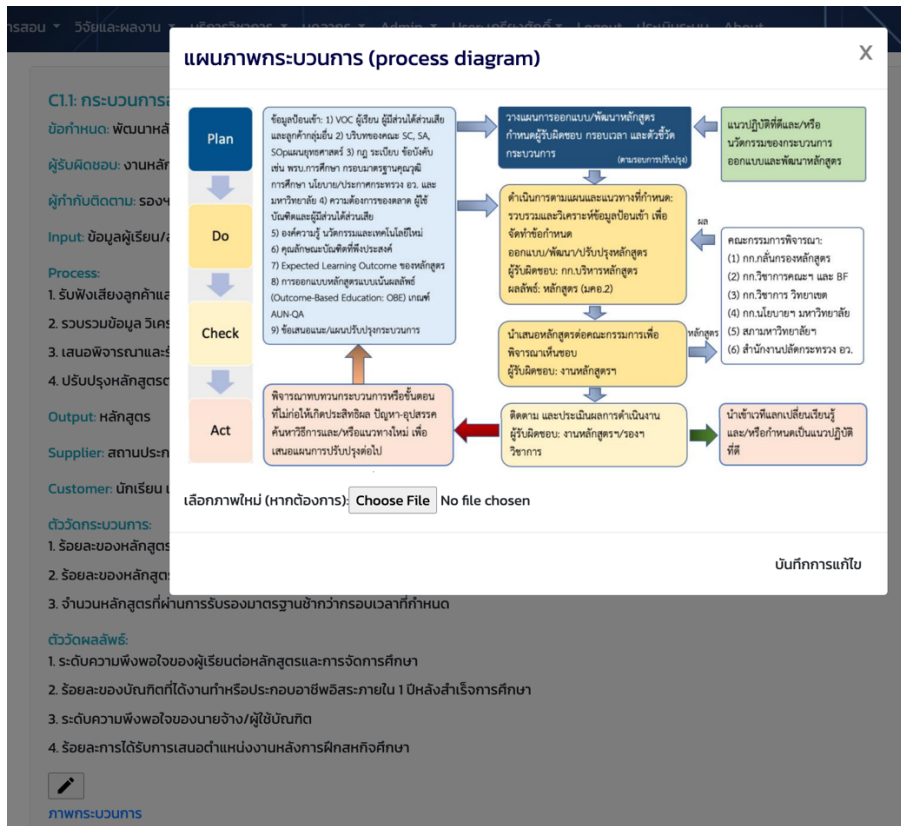 รสอน วิจัยและผลงาน บริการวิชาการ บุคลากร Admin User: เกรียงศักดิ์ Logout ประเมินระบบ About
แผนภาพกระบวนการ (process diagram)
X
Plan
Do
Check
Act
ข้อมูลป้อนเข้า: 1) VOC ผู้เรียน ผู้มีส่วนได้ส่วนเสีย
และลูกค้ากลุ่มอื่น 2) บริบทของคณะ SC, SA,
SOpแผนยุทธศาสตร์ 3) กฎ ระเบียบ ข้อบังคับ
เช่น พรบ.การศึกษา กรอบมาตรฐานคุณวุฒิ
การศึกษา นโยบาย/ประกาศกระทรวง อว. และ
มหาวิทยาลัย 4) ความต้องการของตลาด ผู้ใช้
บัณฑิตและผู้มีส่วนได้ส่วนเสีย
5) องค์ความรู้ นวัตกรรมและเทคโนโลยีใหม่
6) คุณลักษณะบัณฑิตที่พึงประสงค์
7) Expected Learning Outcome ของหลักสูตร
8) การออกแบบหลักสูตรแบบเน้นผลลัพธ์
(Outcome-Based Education: OBE) เกณฑ์
AUN-QA
9) ข้อเสนอแนะ/แผนปรับปรุงกระบวนการ
พิจารณาทบทวนกระบวนการหรือขั้นตอน
ที่ไม่ก่อให้เกิดประสิทธิผล ปัญหา-อุปสรรค
ค้นหาวิธีการและ/หรือแนวทางใหม่ เพื่อ
เสนอแผนการปรับปรุงต่อไป
วางแผนการออกแบบ/พัฒนาหลักสูตร
กำหนดผู้รับผิดชอบ กรอบเวลา และตัวชี้วัด
กระบวนการ (ตามรอบการปรับปรุง)
ดำเนินการตามแผนและแนวทางที่กำหนด:
รวบรวมและวิเคราะห์ข้อมูลป้อนเข้า เพื่อ
จัดทำข้อกำหนด
ออกแบบ/พัฒนา/ปรับปรุงหลักสูตร
ผู้รับผิดชอบ: กก.บริหารหลักสูตร
ผลลัพธ์: หลักสูตร (มคอ.2)
นำเสนอหลักสูตรต่อคณะกรรมการเพื่อ
พิจารณาเห็นชอบ
ผู้รับผิดชอบ: งานหลักสูตรฯ
ติดตาม และประเมินผลการดำเนินงาน
ผู้รับผิดชอบ: งานหลักสูตรฯ/รองฯ
วิชาการ
แนวปฏิบัติที่ดีและ/หรือ
นวัตกรรมของกระบวนการ
ออกแบบและพัฒนาหลักสูตร
ผล
คณะกรรมการพิจารณา:
(1) กก.กลั่นกรองหลักสูตร
(2) กก.วิชาการคณะฯ และ BF
(3) กก.วิชาการ วิทยาเขต
(4) กก.นโยบายฯ มหาวิทยาลัย
(5) สภามหาวิทยาลัยฯ
(6) สำนักงานปลัดกระทรวง อว.
หลักสูตร
นำเข้าเวทีแลกเปลี่ยนเรียนรู้
และ/หรือกำหนดเป็นแนวปฏิบัติ
ที่ดี
เลือกภาพใหม่ (หากต้องการ): Choose File No file chosen
บันทึกการแก้ไข
C1.1: กระบวนการ
ข้อกำหนด: พัฒนาหลั
ผู้รับผิดชอบ: งานหลัก
ผู้กำกับติดตาม: รองฯ
Input: ข้อมูลผู้เรียน/
Process:
1. รับฟังเสียงลูกค้าแล
2. รวบรวมข้อมูล วิเคร
3. เสนอพิจารณาและ
4. ปรับปรุงหลักสูตร
Output: หลักสูตร
Supplier: สถานประก
Customer: นักเรียน
ตัววัดกระบวนการ:
1. ร้อยละของหลักสูตร
2. ร้อยละของหลักสูต
3. จำนวนหลักสูตรที่ผ่านการรับรองมาตรฐานช้ากว่ากรอบเวลาที่กำหนด
ตัววัดผลลัพธ์:
1. ระดับความพึงพอใจของผู้เรียนต่อหลักสูตรและการจัดการศึกษา
2. ร้อยละของบัณฑิตที่ได้งานทำหรือประกอบอาชีพอิสระภายใน 1 ปีหลังสำเร็จการศึกษา
3. ระดับความพึงพอใจของนายจ้าง/ผู้ใช้บัณฑิต
4. ร้อยละการได้รับการเสนอตำแหน่งงานหลังการฝึกสหกิจศึกษา
ภาพกระบวนการ